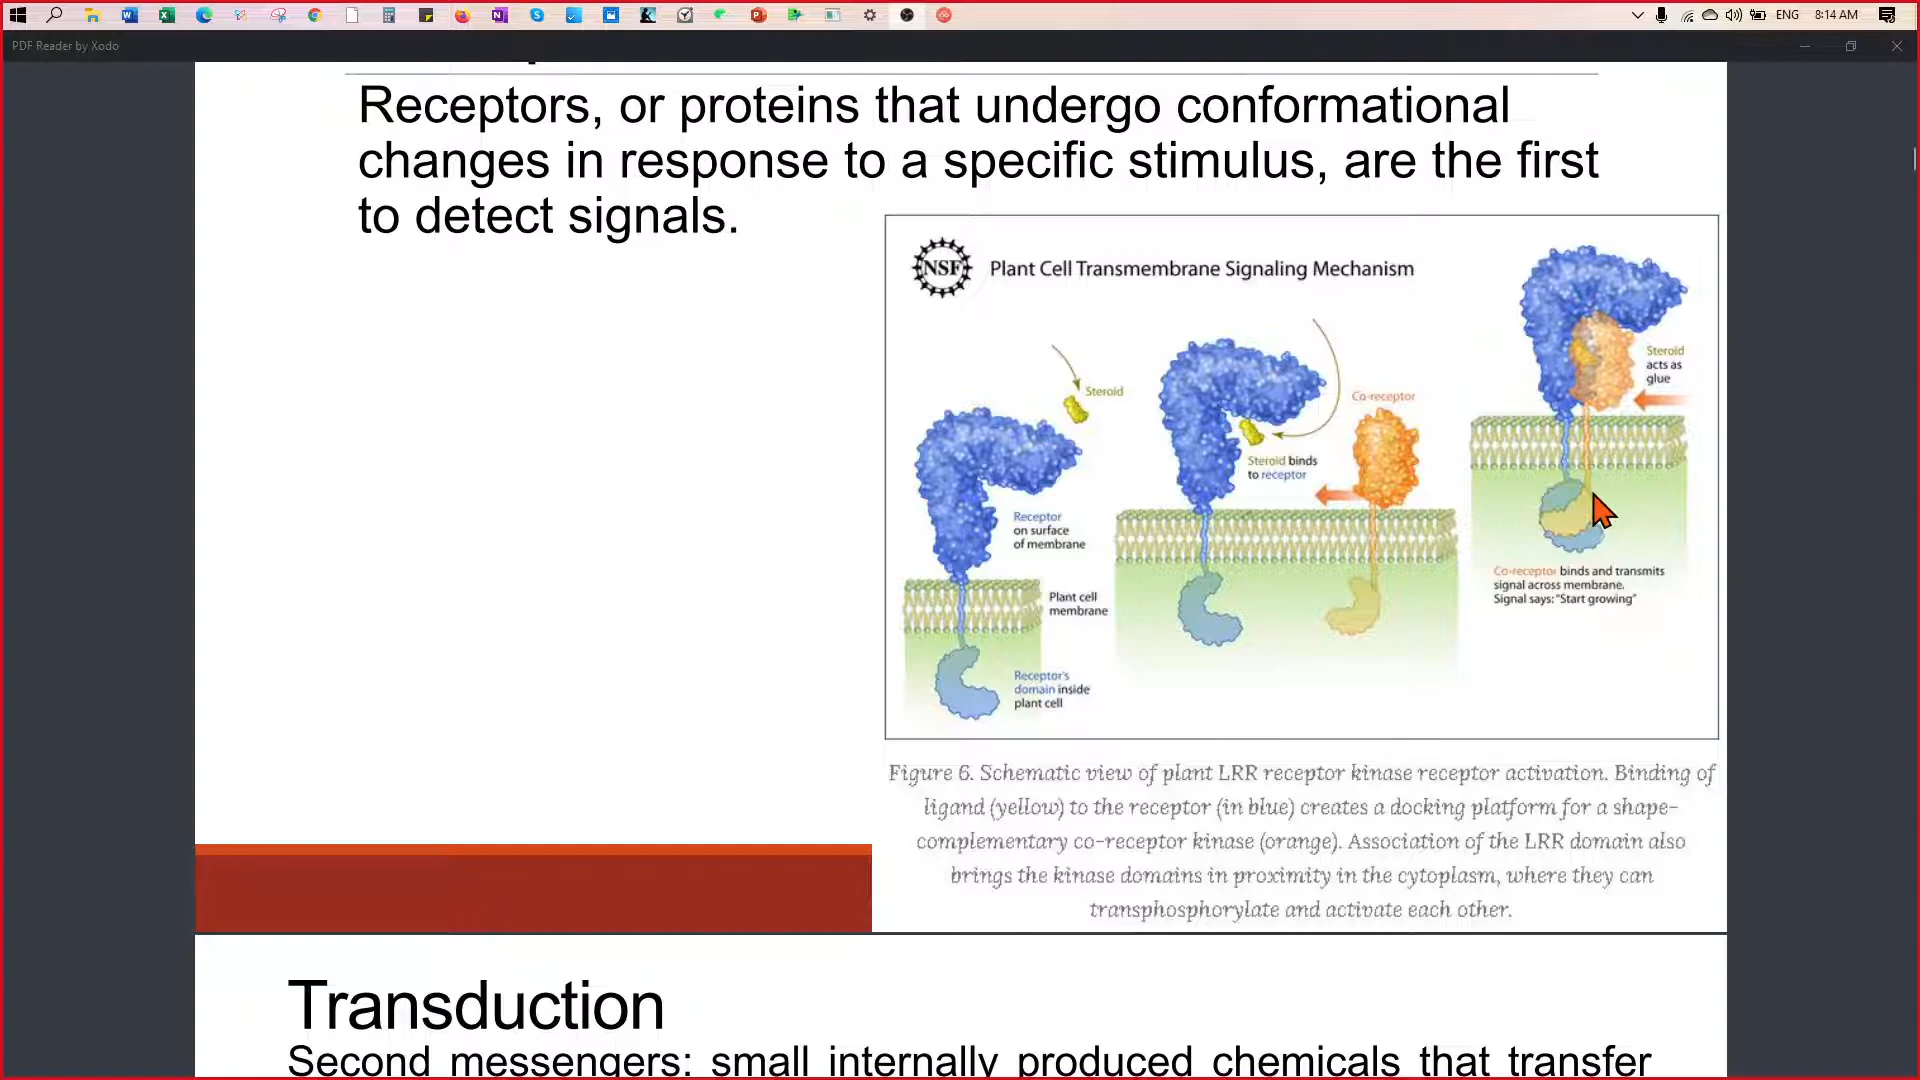 ENG
8:14 AM
PDF Reader by Xodo
Receptors, or proteins that undergo conformational
changes in response to a specific stimulus, are the first
to detect signals.
NSF
Plant Cell Transmembrane Signaling Mechanism
Steroid
Receptor
on surface
of membrane
Plant cell
membrane
Receptor's
domain inside
plant cell
Steroid binds
to receptor
Co-receptor
Steroid
acts as
glue
Co-receptor binds and transmits
signal across membrane.
Signal says: "Start growing"
Figure 6. Schematic view of plant LRR receptor kinase receptor activation. Binding of
ligand (yellow) to the receptor (in blue) creates a docking platform for a shape-
complementary co-receptor kinase (orange). Association of the LRR domain also
brings the kinase domains in proximity in the cytoplasm, where they can
transphosphorylate and activate each other.
Transduction
Second messengers: small internally produced chemicals that transfer